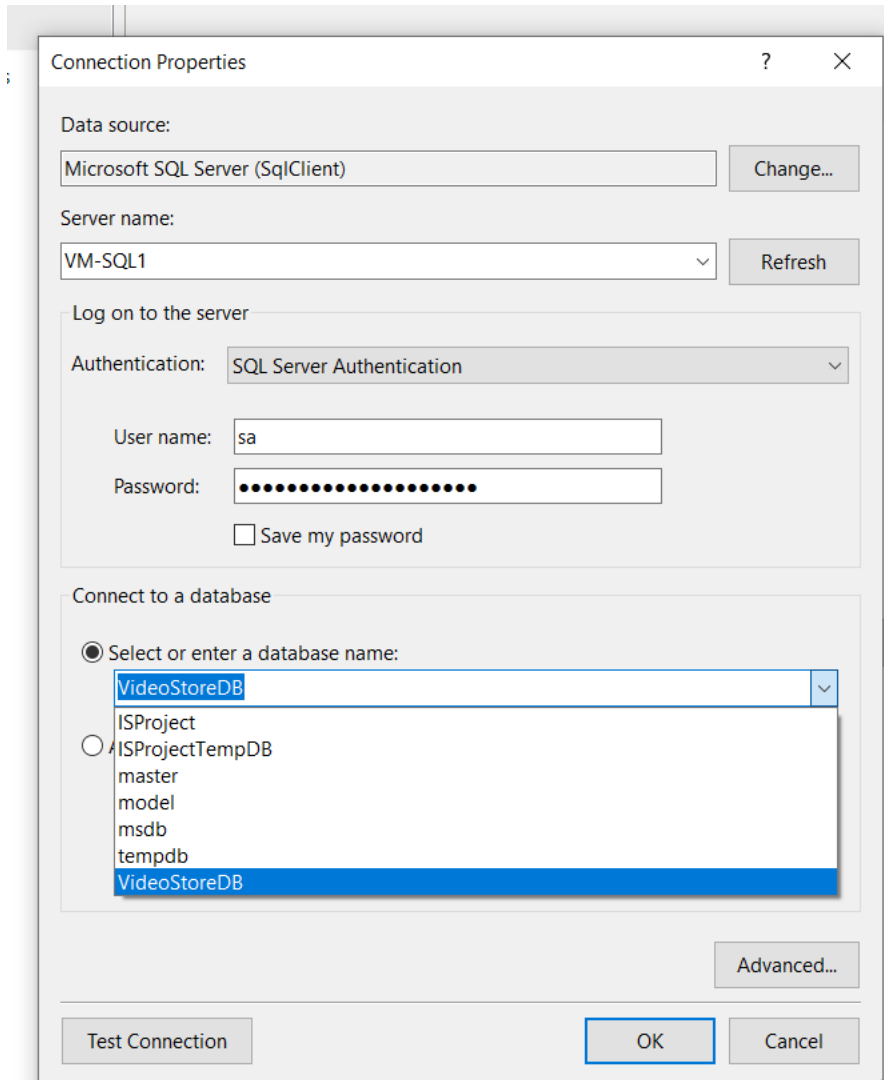 Connection Properties ?
s
Data source:
Microsoft SQL Server (SqlClient) Change...
Server name:
VM-SQL1 Refresh
Log on to the server
Authentication: SQL Server Authentication
User name: sa
Password: ●●●●●●●●●●●●●●●●●●●●
Save my password
Connect to a database
Select or enter a database name:
VideoStoreDB
ISProject
ISProjectTempDB
master
model
msdb
tempdb
VideoStoreDB
Advanced...
Test Connection OK Cancel